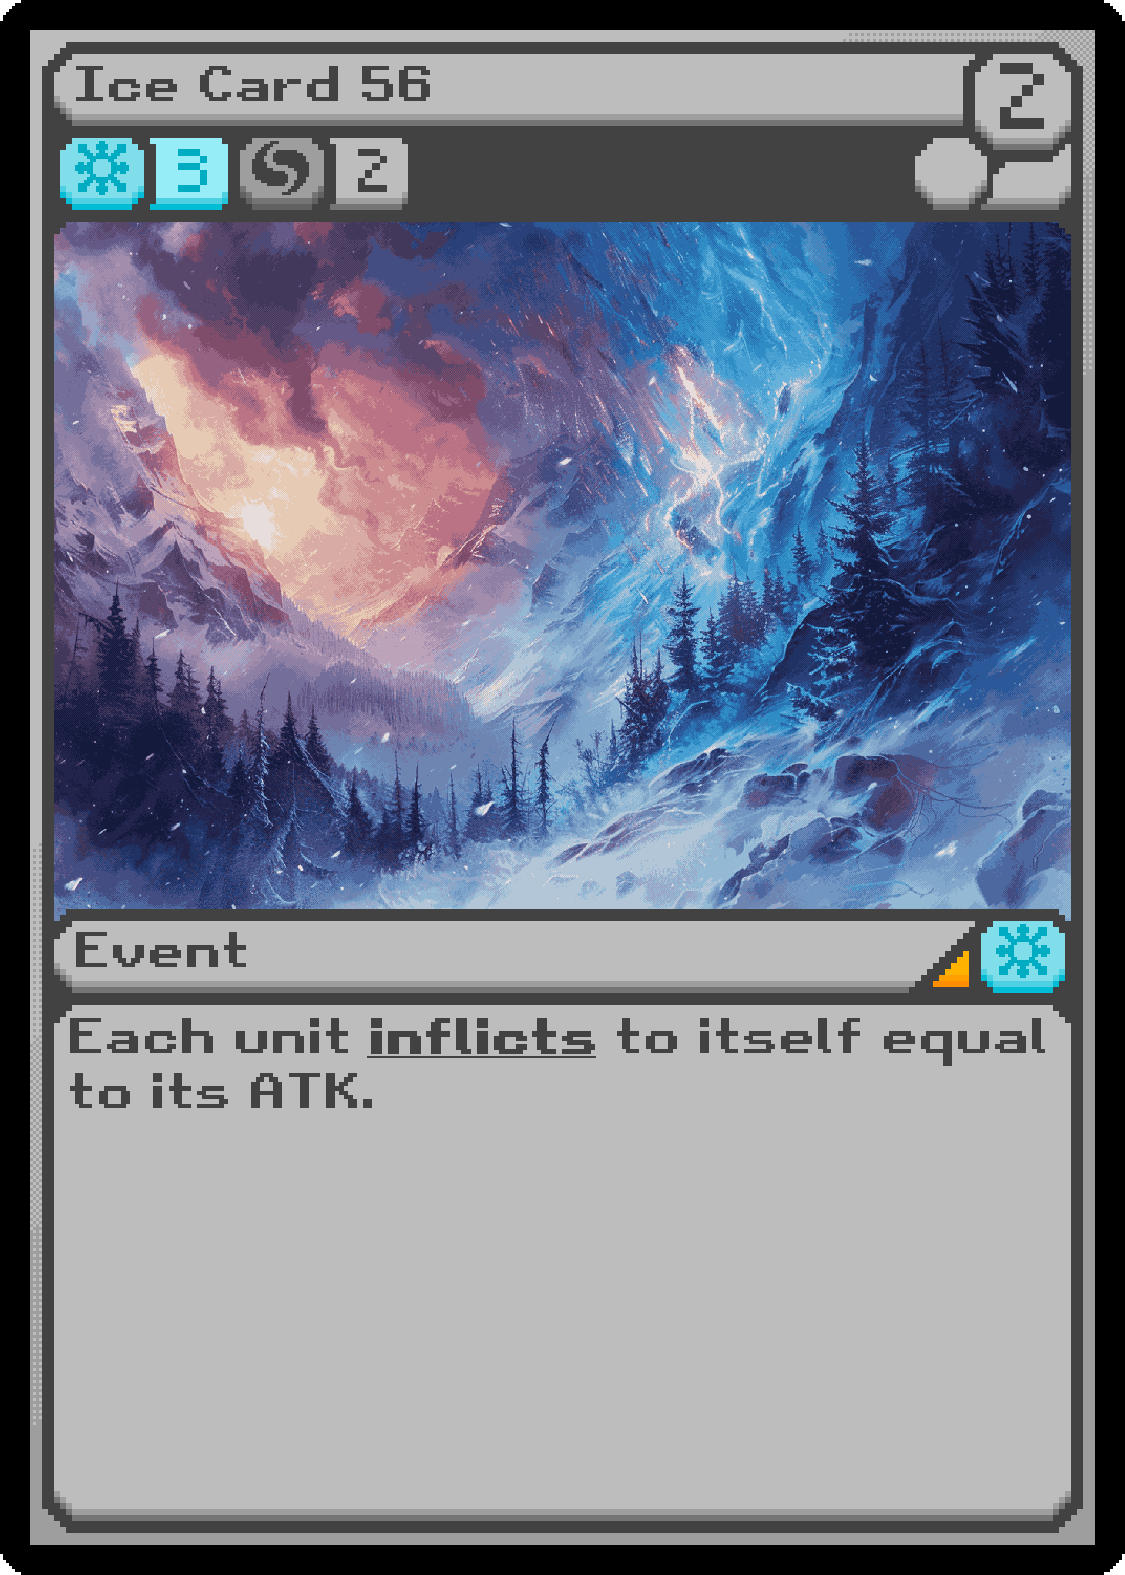 Ice Card 56
2
3 2
Event
Each unit inflicts to itself equal
to its ATK.